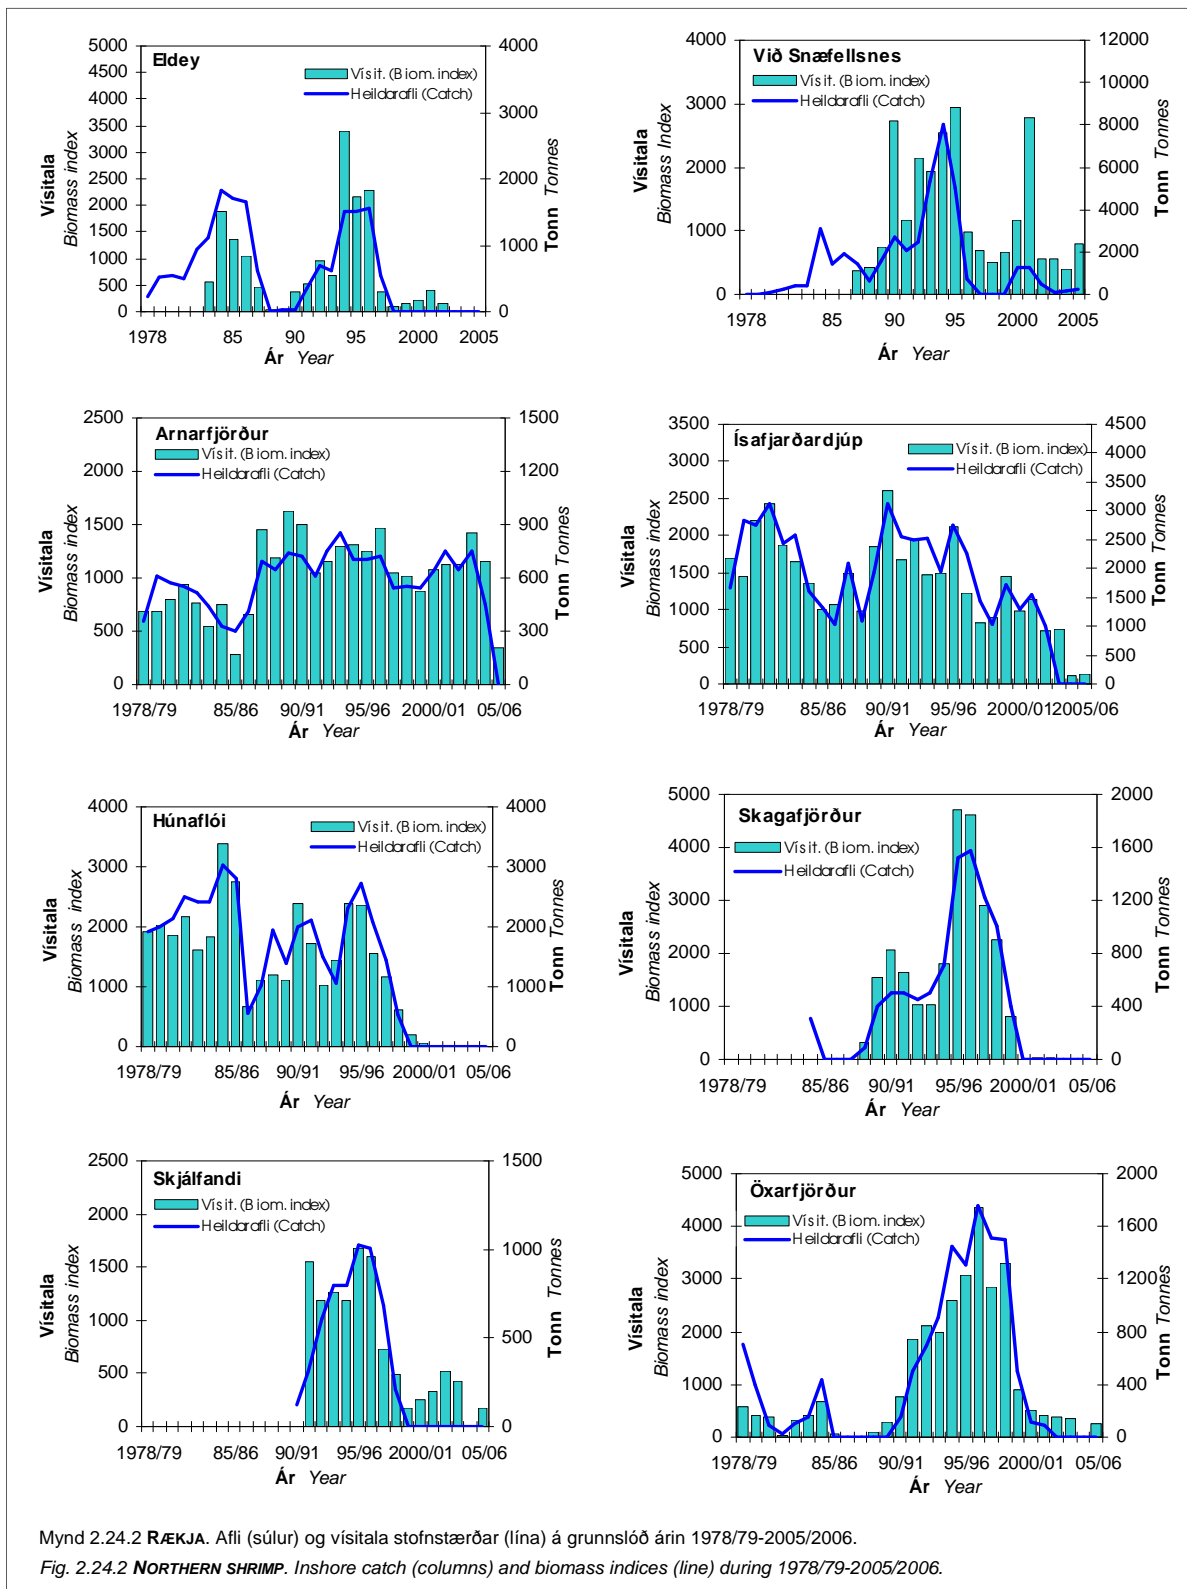 Eldey
Vísit. (Biom. index)
Heildarafli (Catch)
5000
4500
4000
3500
3000
2500
2000
1500
1000
500
0
4000
3000
2000
1000
0
Vísitala
Biomass index
Tonn Tonnes
1978 85 90 95 2000 2005
Ár Year
Við Snæfellsnes
Vísit. (Biom. index)
Heildarafli (Catch)
4000
3000
2000
1000
0
12000
10000
8000
6000
4000
2000
0
Vísitala
Biomass Index
Tonn Tonnes
1978 85 90 95 2000 2005
Ár Year
Arnarfjörður
Vísit. (Biom. index)
Heildarafli (Catch)
2500
2000
1500
1000
500
0
1500
1200
900
600
300
0
Vísitala
Biomass index
Tonn Tonnes
1978/79 85/86 90/91 95/96 2000/01 05/06
Ár Year
Ísafjarðardjúp
Vísit. (Biom. index)
Heildarafli (Catch)
3500
3000
2500
2000
1500
1000
500
0
4500
4000
3500
3000
2500
2000
1500
1000
500
0
Vísitala
Biomass index
Tonn Tonnes
1978/79 85/86 90/91 95/96 2000/012005/06
Ár Year
Húnaflói
Vísit. (Biom. index)
Heildarafli (Catch)
4000
3000
2000
1000
0
4000
3000
2000
1000
0
Vísitala
Biomass index
Tonn Tonnes
1978/79 85/86 90/91 95/96 2000/01 05/06
Ár Year
Skagafjörður
Vísit. (Biom. index)
Heildarafli (Catch)
5000
4000
3000
2000
1000
0
2000
1600
1200
800
400
0
Vísitala
Biomass index
Tonn Tonnes
1978/79 85/86 90/91 95/96 2000/01 05/06
Ár Year
Skjálfandi
Vísit. (Biom. index)
Heildarafli (Catch)
2500
2000
1500
1000
500
0
1500
1000
500
0
Vísitala
Biomass index
Tonn Tonnes
1978/79 85/86 90/91 95/96 2000/01 05/06
Ár Year
Öxarfjörður
Vísit. (Biom. index)
Heildarafli (Catch)
5000
4000
3000
2000
1000
0
2000
1600
1200
800
400
0
Vísitala
Biomass index
Tonn Tonnes
1978/79 85/86 90/91 95/96 2000/01 05/06
Ár Year
Mynd 2.24.2 RÆKJA. Afli (súlur) og vísitala stofnstærðar (lína) á grunnslóð árin 1978/79-2005/2006.
Fig. 2.24.2 NORTHERN SHRIMP. Inshore catch (columns) and biomass indices (line) during 1978/79-2005/2006.